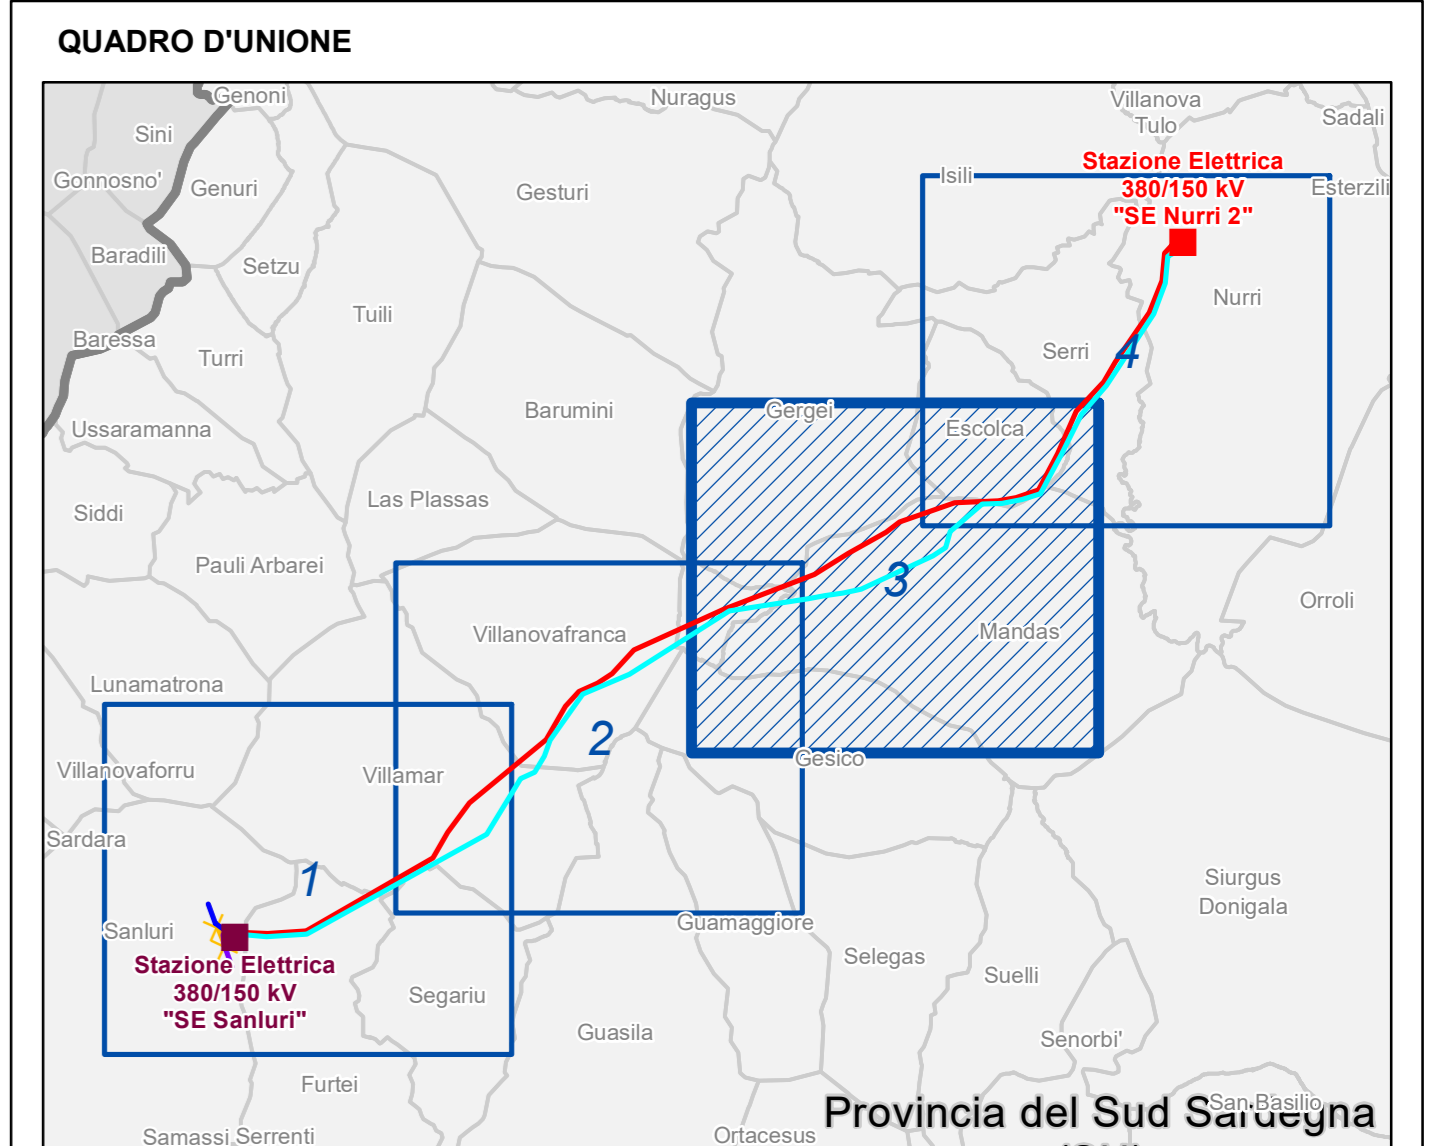 QUADRO D'UNIONE
Genoni
Nuragus
Villanova
Tulo
Sadali
Sini
Stazione Elettrica
380/150 kV
"SE Nurri 2"
Isili
Esterzili
Gonnosno'
Genuri
Gesturi
Baradili
Setzu
Nurri
Tuili
Baressa
Turri
Serri
4
Barumini
Gergei
Ussaramanna
Escolca
Las Plassas
Siddi
Pauli Arbarei
3
Orroli
Villanovafranca
Mandas
Lunamatrona
2
Gesico
Villanovaforru
Villamar
Sardara
1
Siurgus
Donigala
Sanluri
Guamaggiore
Stazione Elettrica
380/150 kV
"SE Sanluri"
Selegas
Suelli
Segariu
Guasila
Senorbi'
Furtei
San Basilio
Provincia del Sud Sardegna
Samassi
Serrenti
Ortacesus